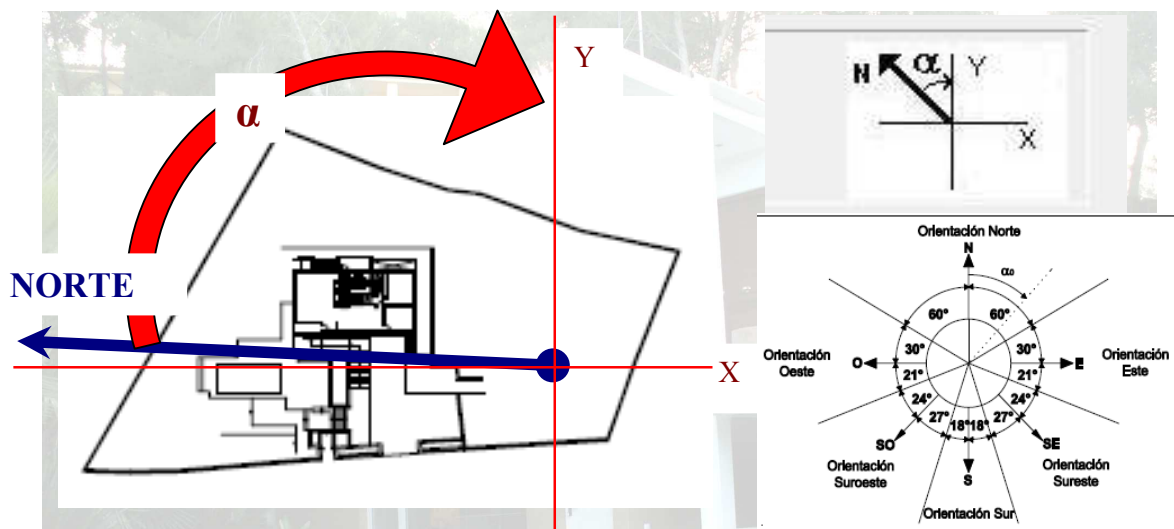 Y
α
NORTE
X
N
α
Y
X
Orientación Norte
N
α₀
60°
60°
30°
30°
Orientación
Oeste
O
E
Orientación
Este
21°
21°
24°
24°
27°
18°
18°
27°
SO
SE
Orientación
Suroeste
S
Orientación
Sureste
Orientación Sur